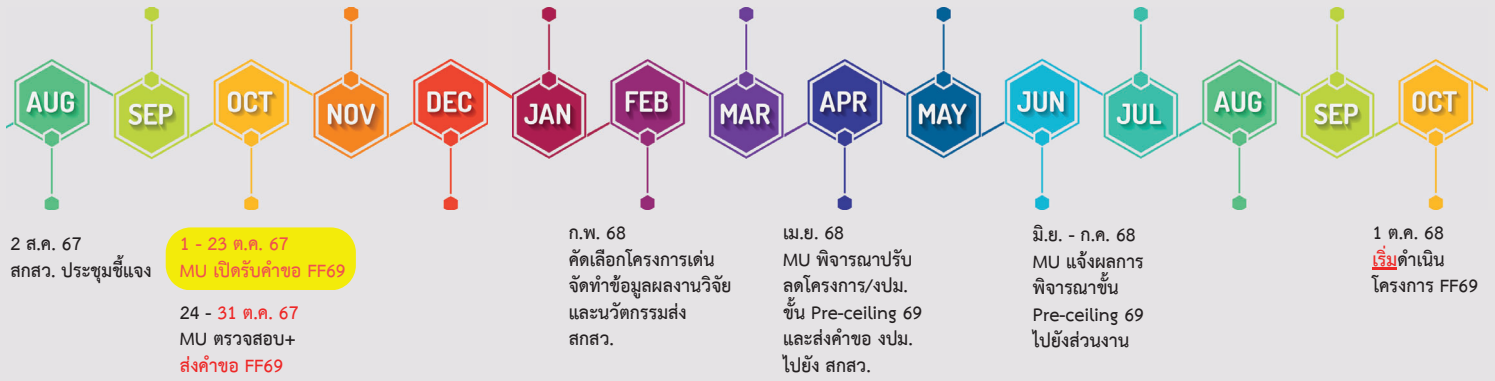 AUG
SEP
OCT
NOV
DEC
JAN
FEB
MAR
APR
MAY
JUN
JUL
AUG
SEP
OCT
2 ส.ค. 67
สกสว. ประชุมชี้แจง
1 - 23 ต.ค. 67
MU เปิดรับคำขอ FF69
24 - 31 ต.ค. 67
MU ตรวจสอบ+
ส่งคำขอ FF69
ก.พ. 68
คัดเลือกโครงการเด่น
จัดทำข้อมูลผลงานวิจัย
และนวัตกรรมส่ง
สกสว.
เม.ย. 68
MU พิจารณาปรับ
ลดโครงการ/งปม.
ขั้น Pre-ceiling 69
และส่งคำขอ งปม.
ไปยัง สกสว.
มิ.ย. - ก.ค. 68
MU แจ้งผลการ
พิจารณาขั้น
Pre-ceiling 69
ไปยังส่วนงาน
1 ต.ค. 68
เริ่มดำเนิน
โครงการ FF69